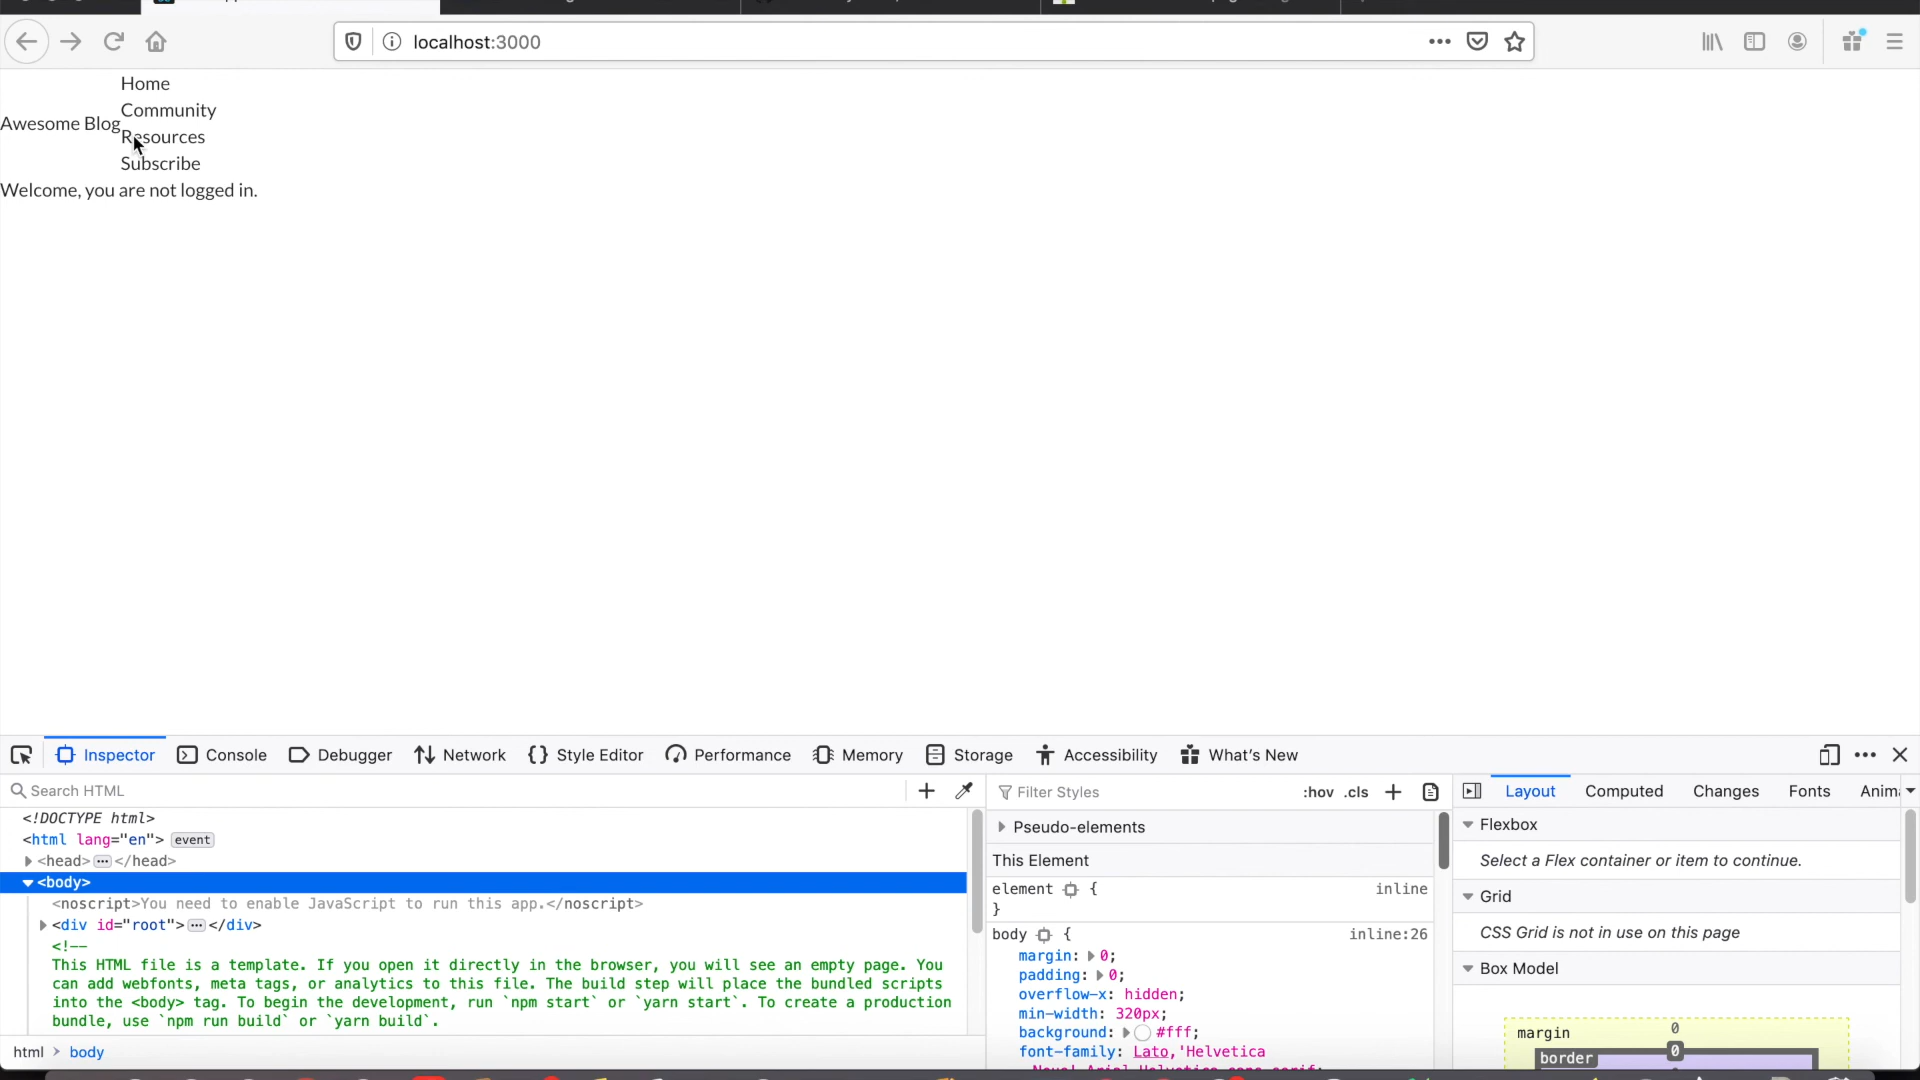 localhost:3000
Home
Community
Awesome Blog
Resources
Subscribe
Welcome, you are not logged in.
Inspector Console Debugger Network Style Editor Performance Memory Storage Accessibility What's New
Search HTML
Filter Styles :hov .cls
Layout Computed Changes Fonts
<!DOCTYPE html>
<html lang="en"> event
<head> ••• </head>
<body>
<noscript>You need to enable JavaScript to run this app.</noscript>
<div id="root"> ••• </div>
<!--
This HTML file is a template. If you open it directly in the browser, you will see an empty page. You
can add webfonts, meta tags, or analytics to this file. The build step will place the bundled scripts
into the <body> tag. To begin the development, run `npm start` or `yarn start`. To create a production
bundle, use `npm run build` or `yarn build`.
html > body
Pseudo-elements
This Element
element { inline
}
body { inline:26
margin: 0;
padding: 0;
overflow-x: hidden;
min-width: 320px;
background: #fff;
font-family: Lato,'Helvetica
Flexbox
Select a Flex container or item to continue.
Grid
CSS Grid is not in use on this page
Box Model
margin 0
border 0